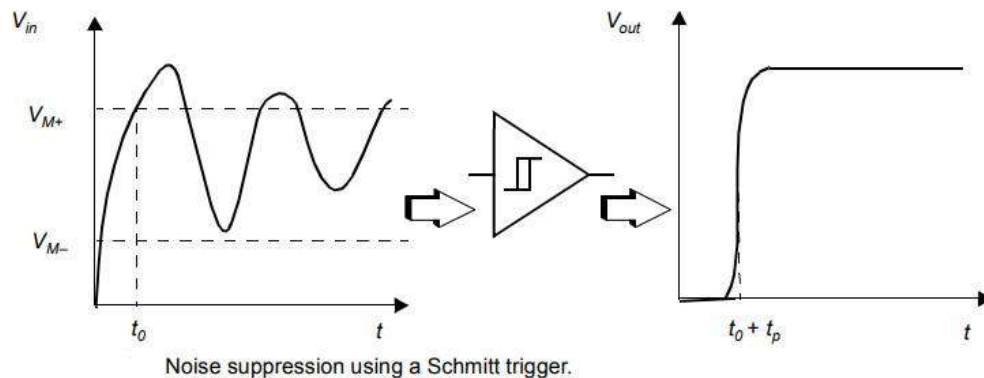 V_in
V_out
V_M+
V_M–
t_0
t
t_0 + t_p
t
Noise suppression using a Schmitt trigger.